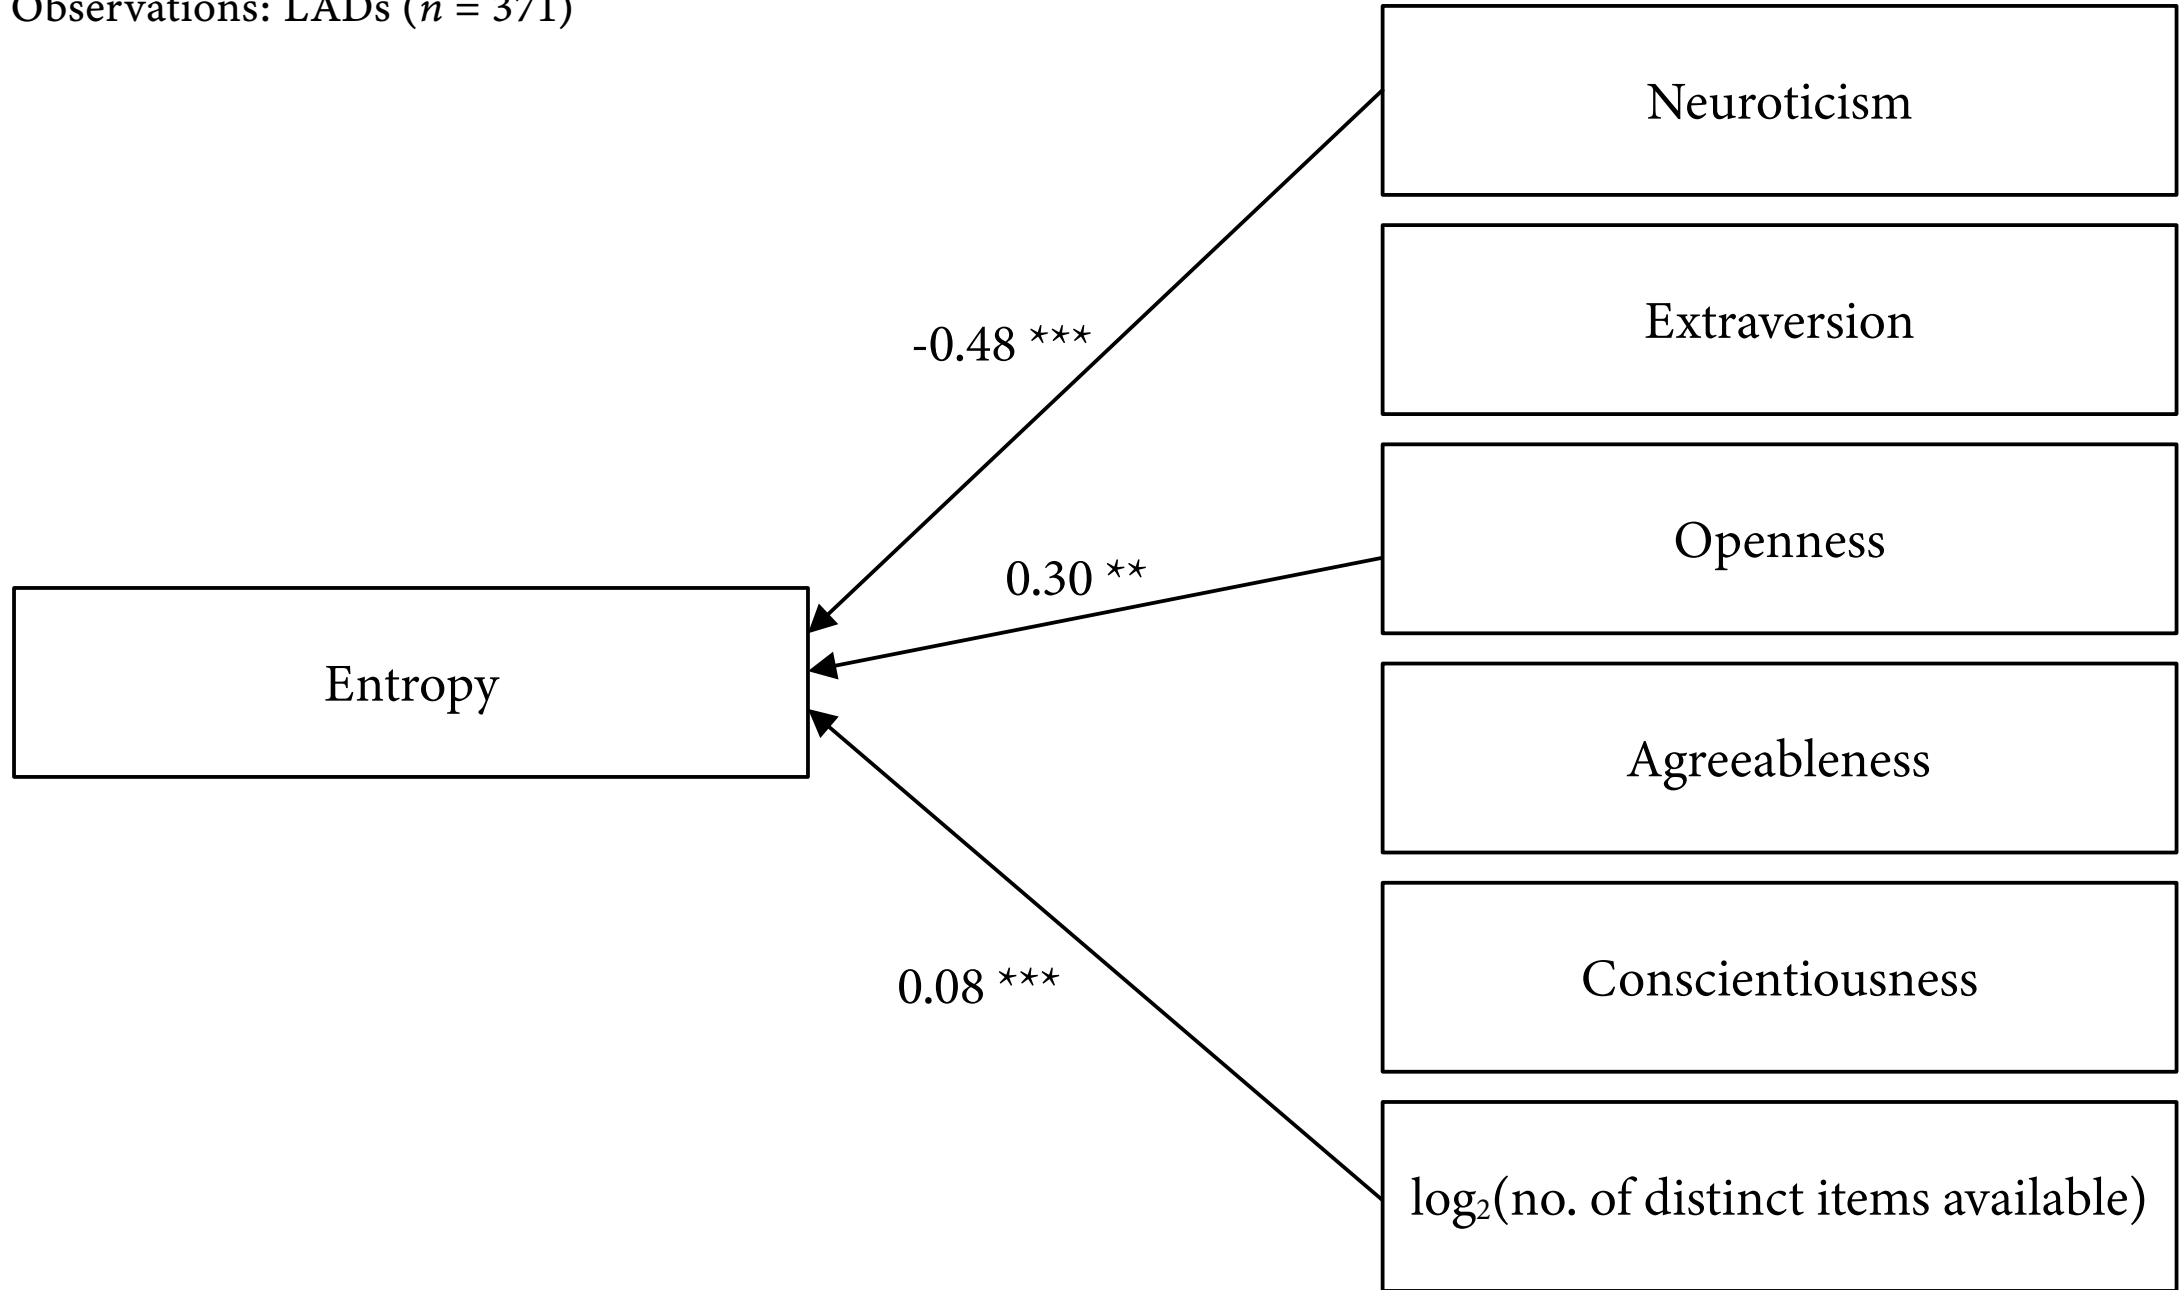 Observations: LADs (n = 371)
Neuroticism
Extraversion
-0.48 ***
Openness
0.30 **
Entropy
Agreeableness
Conscientiousness
0.08 ***
log₂(no. of distinct items available)